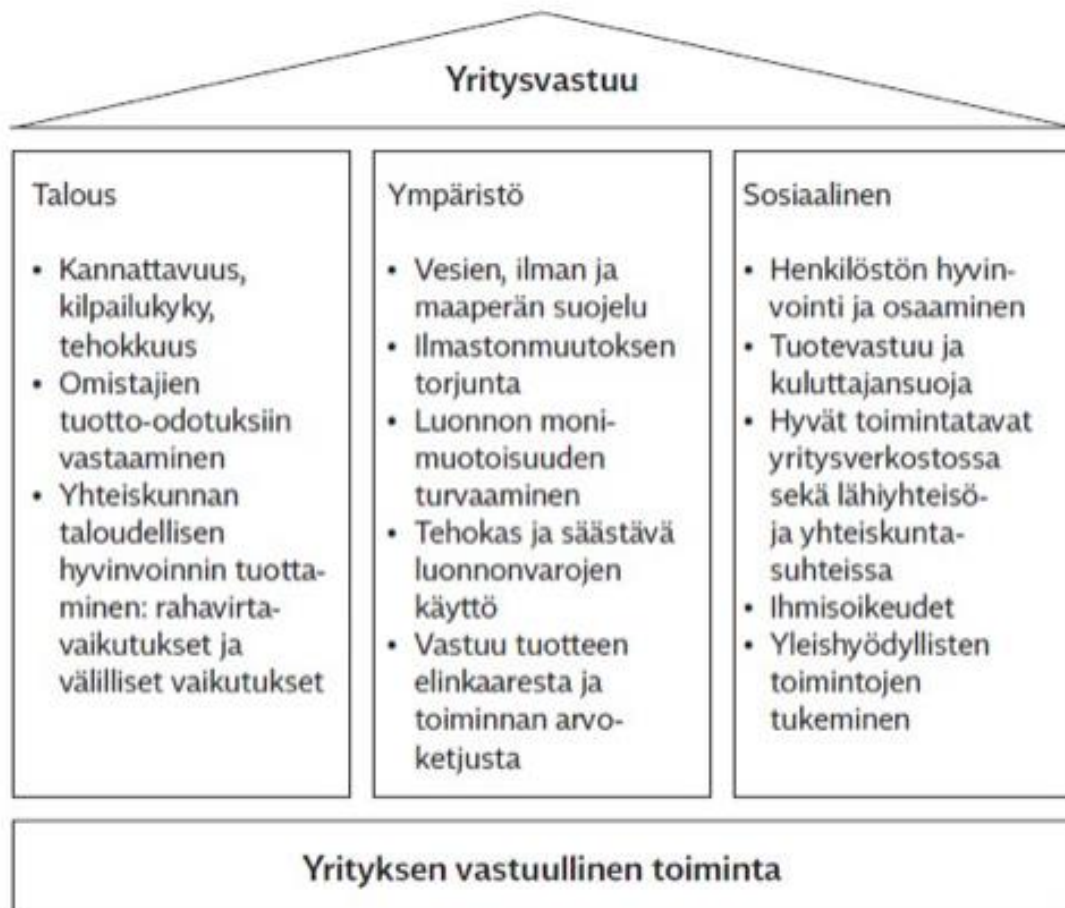 Yritysvastuu
Talous
• Kannattavuus,
kilpailukyky,
tehokkuus
• Omistajien
tuotto-odotuksiin
vastaaminen
• Yhteiskunnan
taloudellisen
hyvinvoinnin tuotta-
minen: rahavirta-
vaikutukset ja
välilliset vaikutukset
Ympäristö
• Vesien, ilman ja
maaperän suojelu
• Ilmastonmuutoksen
torjunta
• Luonnon moni-
muotoisuuden
turvaaminen
• Tehokas ja säästävä
luonnonvarojen
käyttö
• Vastuu tuotteen
elinkaaresta ja
toiminnan arvo-
ketjusta
Sosiaalinen
• Henkilöstön hyvin-
vointi ja osaaminen
• Tuotevastuu ja
kuluttajansuoja
• Hyvät toimintatavat
yritysverkostossa
sekä lähiyhteisö-
ja yhteiskunta-
suhteissa
• Ihmisoikeudet
• Yleishyödyllisten
toimintojen
tukeminen
Yrityksen vastuullinen toiminta